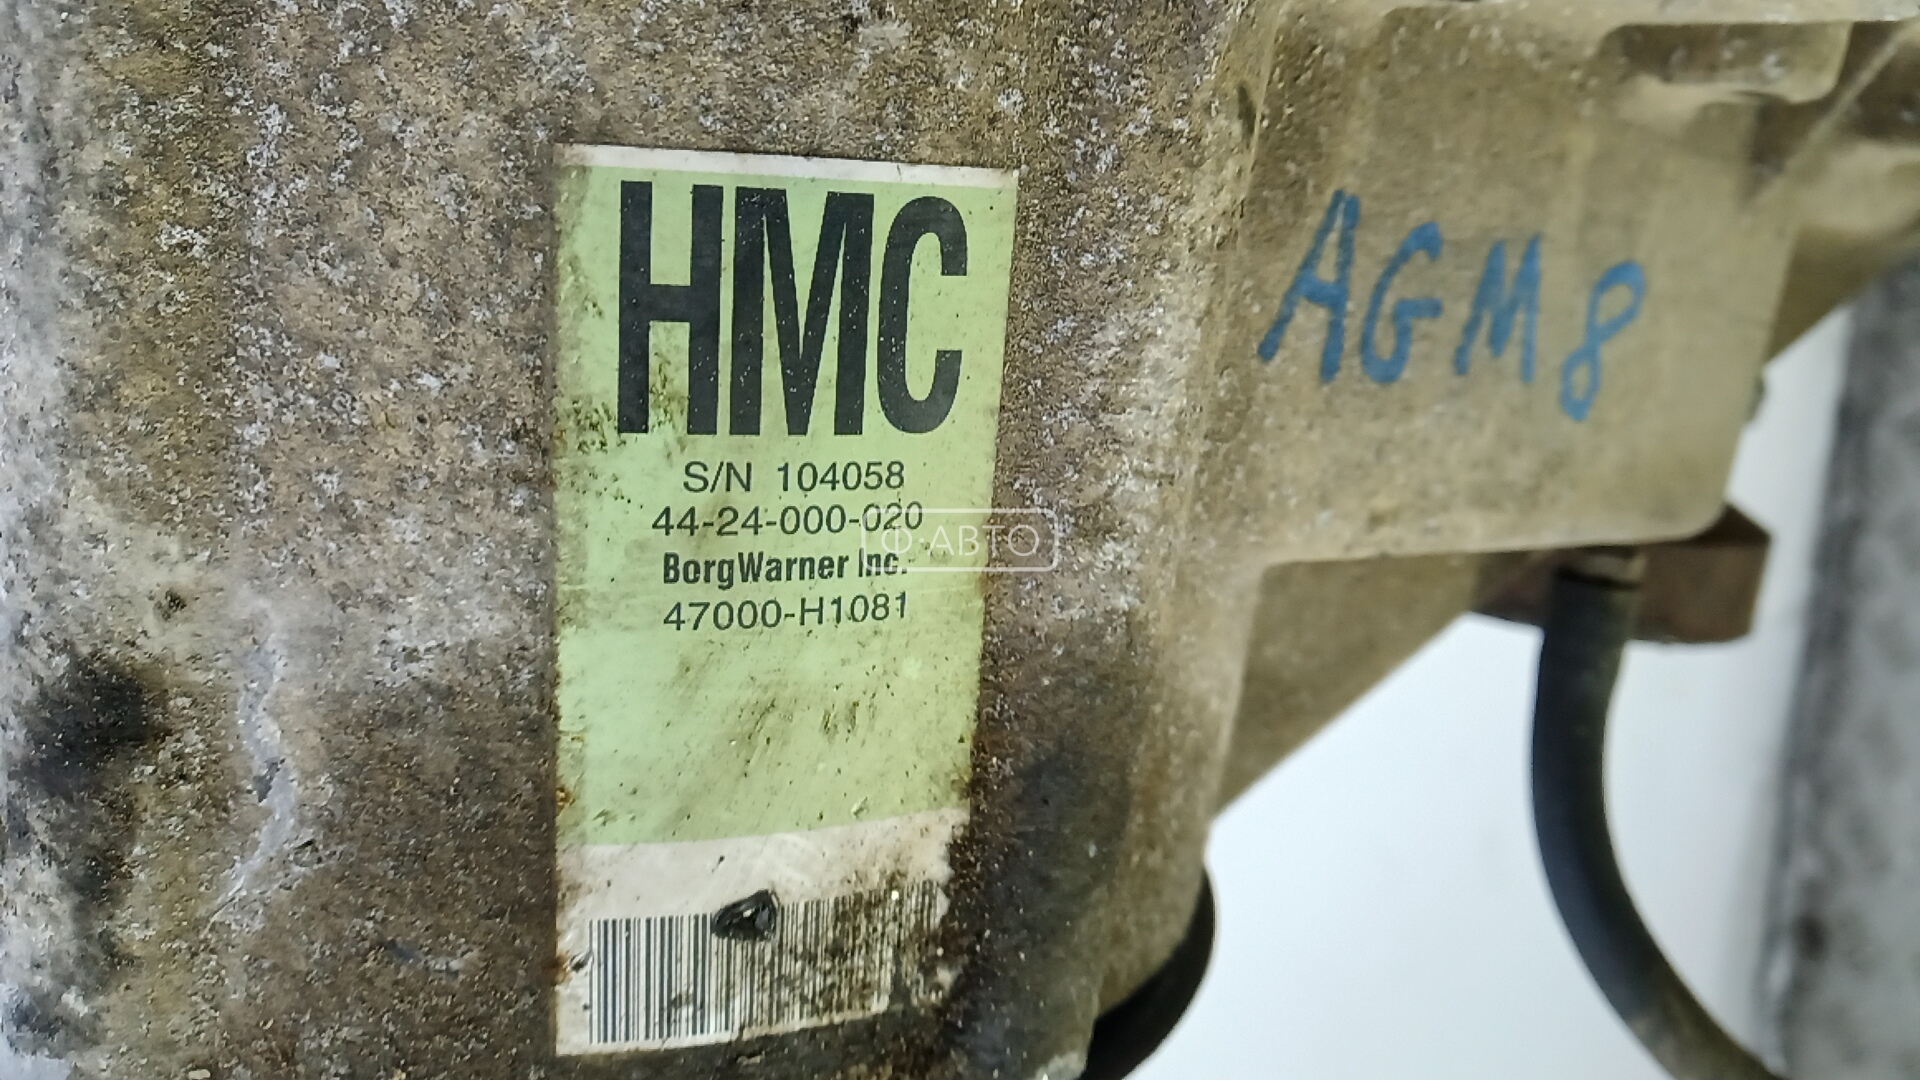 HMC
S/N 104058
44-24-000-020
BorgWarner Inc.
47000-H1081
AGM8
Ф·АВТО